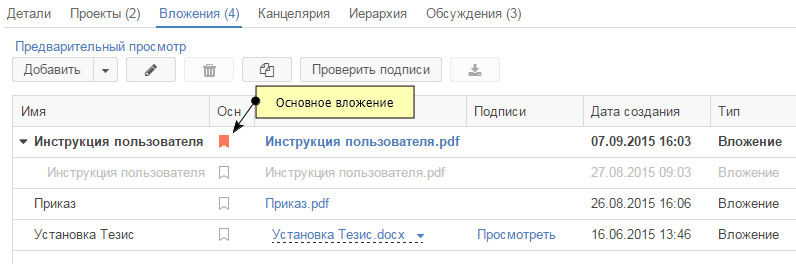 Детали Проекты (2) Вложения (4) Канцелярия Иерархия Обсуждения (3)
Предварительный просмотр
Добавить Проверить подписи
Основное вложение
Имя Осн Подписи Дата создания Тип
Инструкция пользователя Инструкция пользователя.pdf 07.09.2015 16:03 Вложение
Инструкция пользователя Инструкция пользователя.pdf 27.08.2015 09:03 Вложение
Приказ Приказ.pdf 26.08.2015 16:06 Вложение
Установка Тезис Установка Тезис.docx Просмотреть 16.06.2015 13:46 Вложение